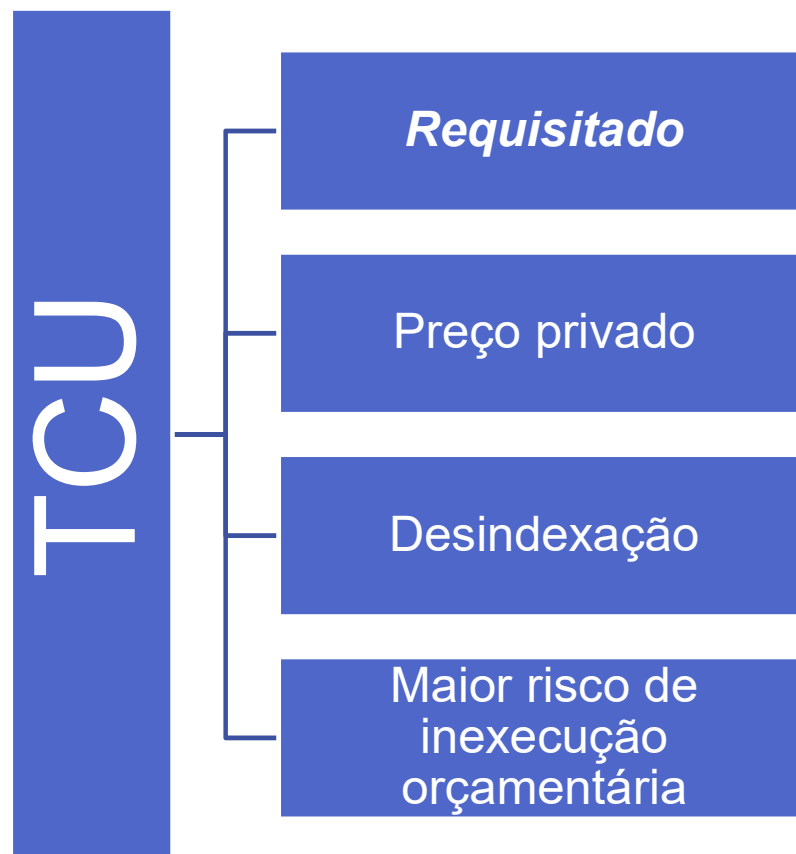 TCU
Requisitado
Preço privado
Desindexação
Maior risco de
inexecução
orçamentária